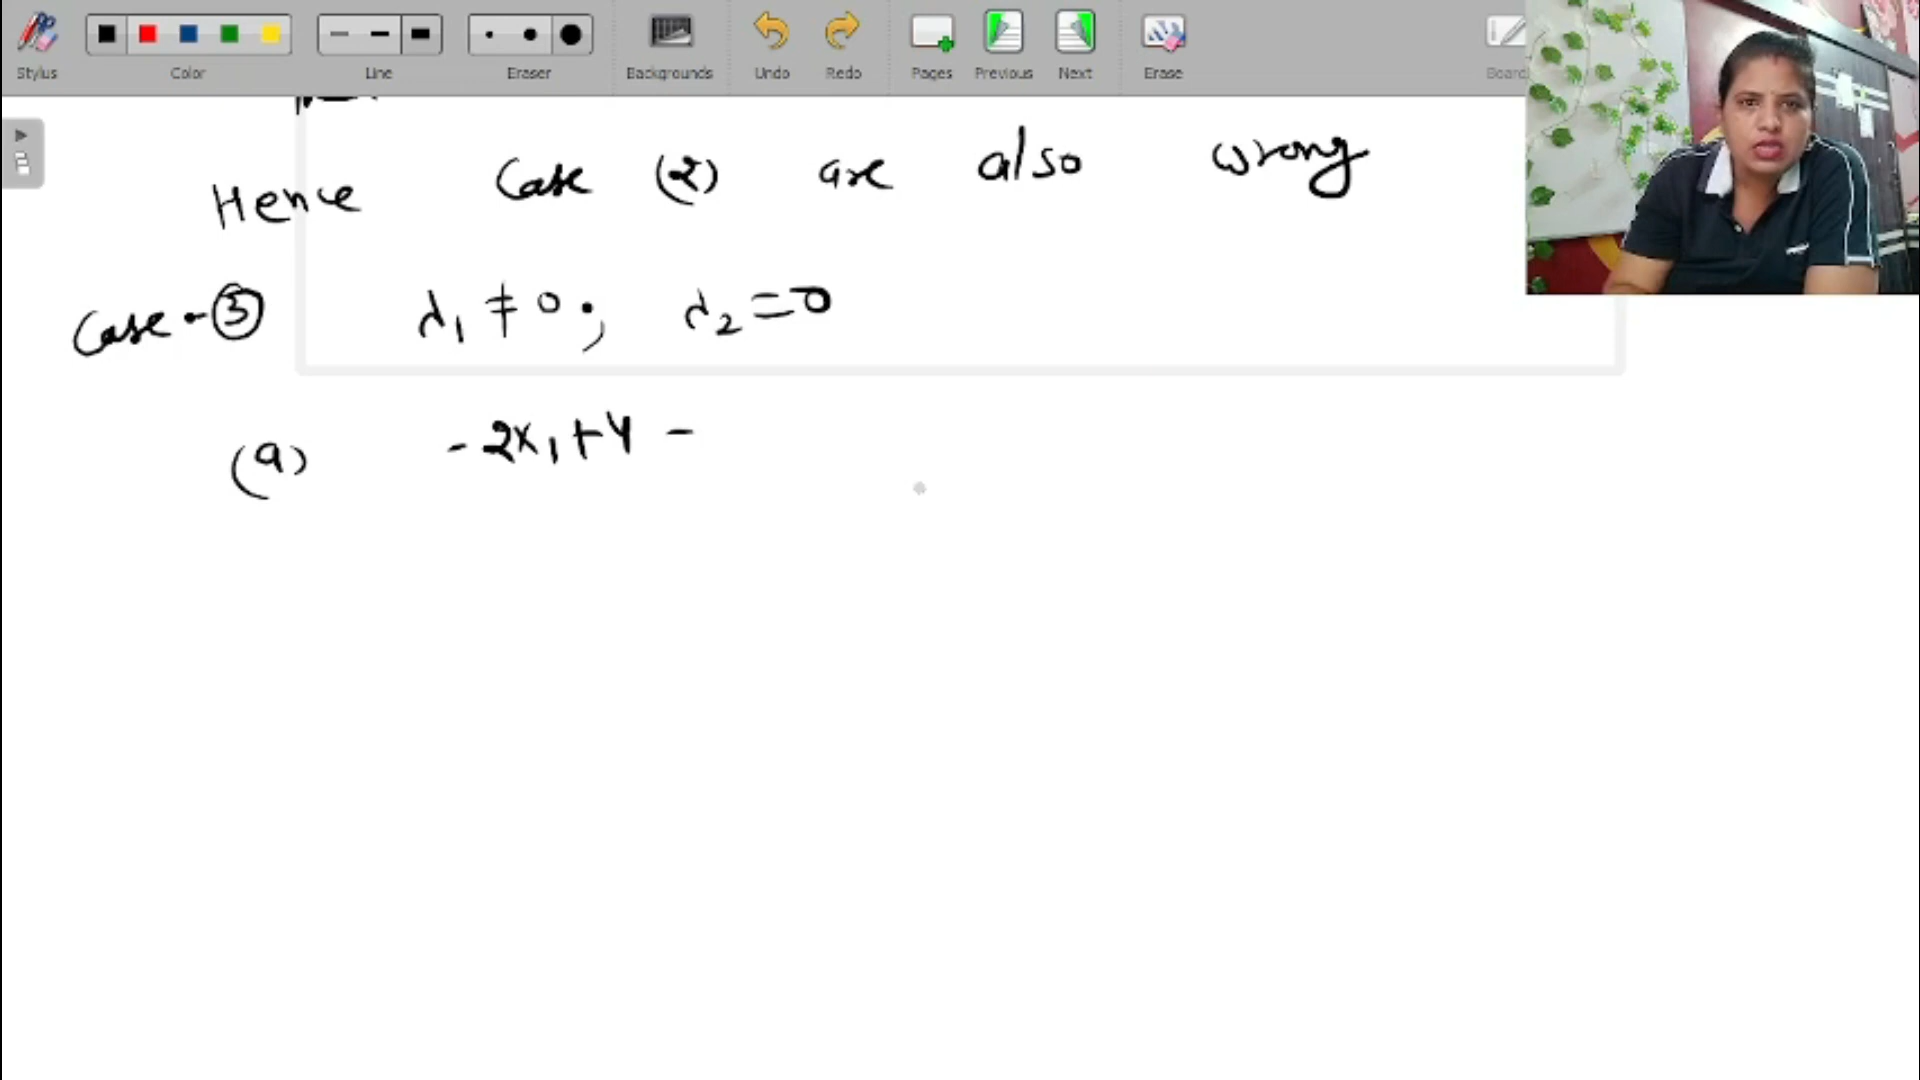 Stylus Color Line Eraser Backgrounds Undo Redo Pages Previous Next Erase Board
Hence Case (2) are also wrong
Case - ③ λ₁ ≠ 0 ; λ₂ = 0
(a) - 2x₁ + 4 -